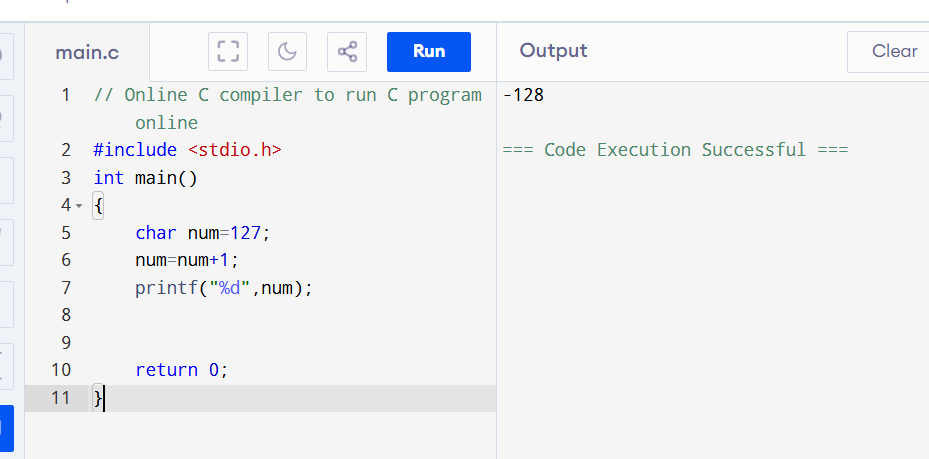 main.c
Run
Output
Clear
1 // Online C compiler to run C program
online
2 #include <stdio.h>
3 int main()
4 {
5 char num=127;
6 num=num+1;
7 printf("%d",num);
8
9
10 return 0;
11 }
-128
=== Code Execution Successful ===